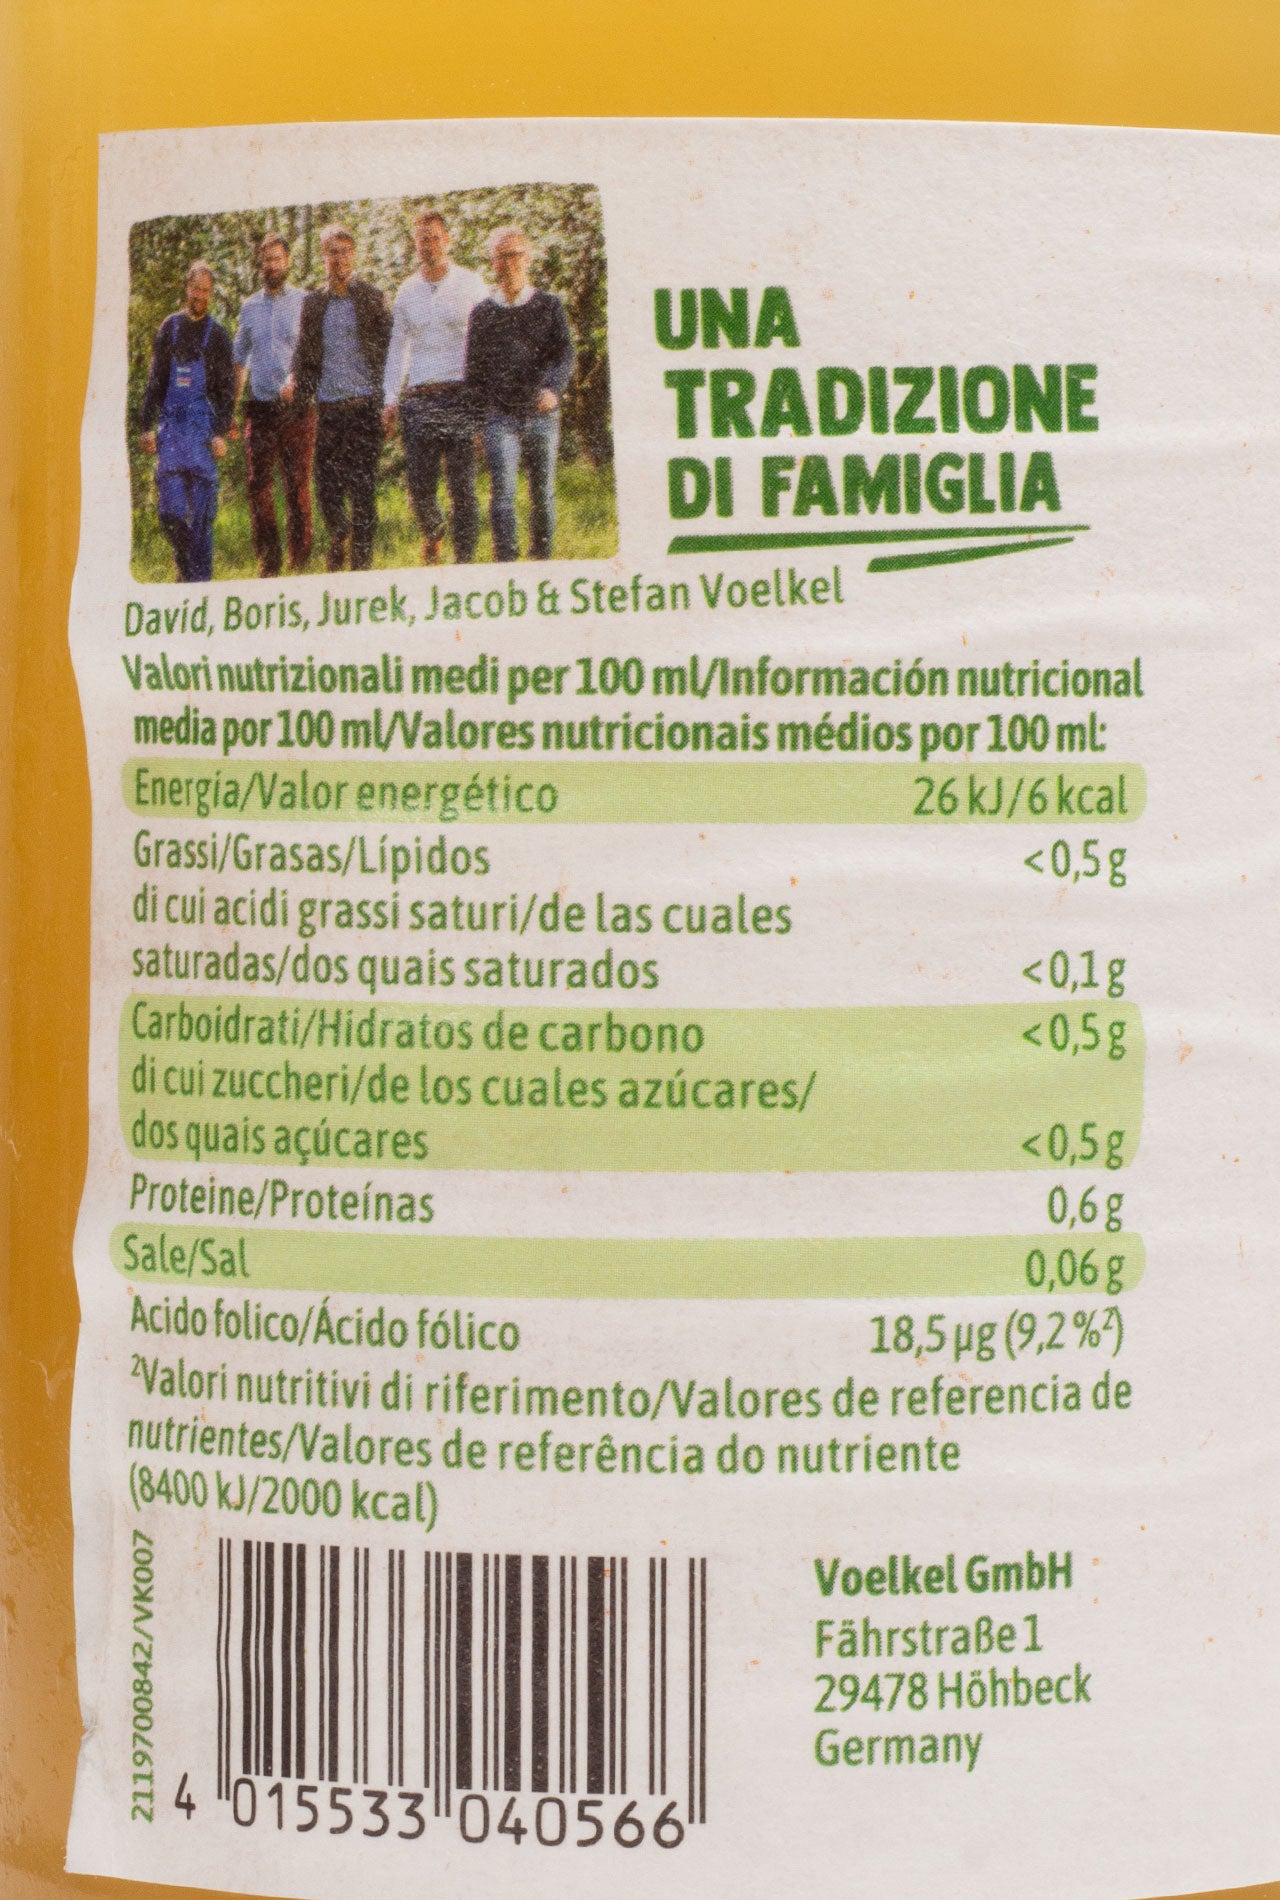 UNA
TRADIZIONE
DI FAMIGLIA
David, Boris, Jurek, Jacob & Stefan Voelkel
Valori nutrizionali medi per 100 ml/Información nutricional
media por 100 ml/Valores nutricionais médios por 100 ml:
Energia/Valor energético 26 kJ/6 kcal
Grassi/Grasas/Lípidos <0,5 g
di cui acidi grassi saturi/de las cuales
saturadas/dos quais saturados <0,1 g
Carboidrati/Hidratos de carbono <0,5 g
di cui zuccheri/de los cuales azúcares/
dos quais açúcares <0,5 g
Proteine/Proteínas 0,6 g
Sale/Sal 0,06 g
Acido folico/Ácido fólico 18,5 µg (9,2 %²)
²Valori nutritivi di riferimento/Valores de referencia de
nutrientes/Valores de referência do nutriente
(8400 kJ/2000 kcal)
2119700842/VK007
4 015533 040566
Voelkel GmbH
Fährstraße 1
29478 Höhbeck
Germany